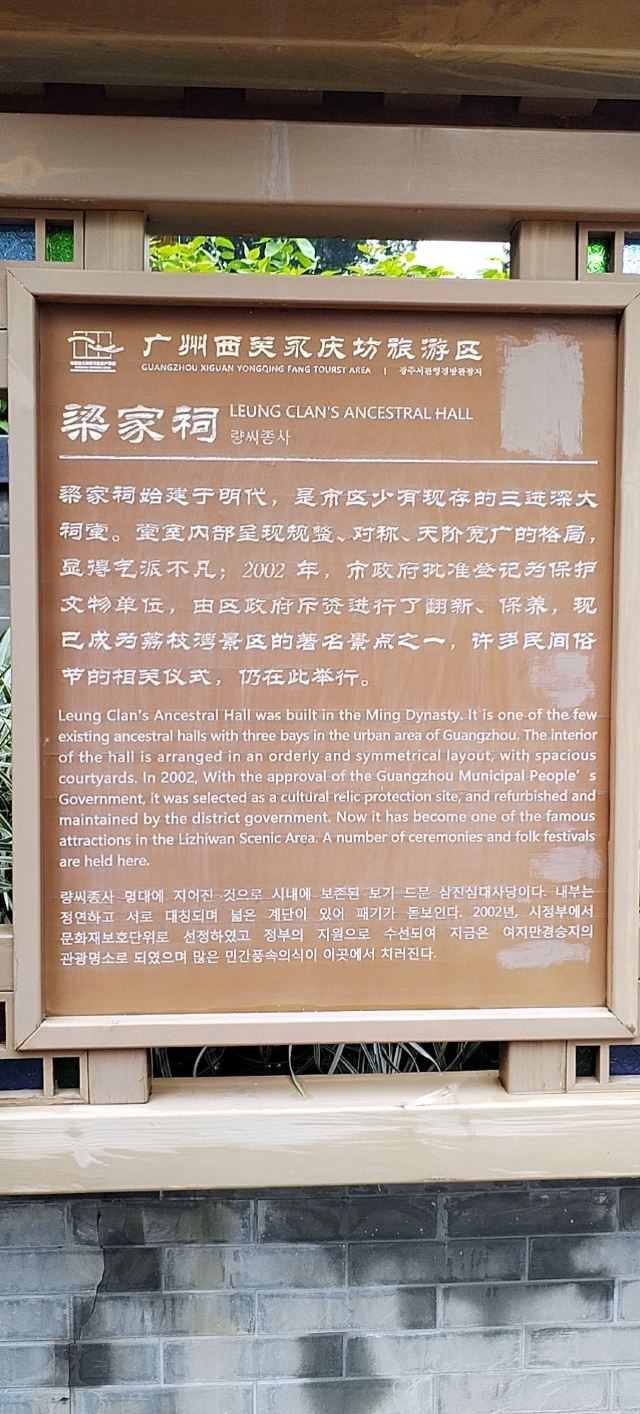 广州西关永庆坊旅游区
GUANGZHOU XIGUAN YONGQING FANG TOURST AREA | 광주시관영경방관광지
梁家祠 LEUNG CLAN'S ANCESTRAL HALL
량씨종사
梁家祠始建于明代，是市区少有现存的三进深大
祠堂。堂室内部呈现规整、对称、天阶宽广的格局，
显得气派不凡；2002 年，市政府批准登记为保护
文物单位，由区政府斥资进行了翻新、保养，现
已成为荔枝湾景区的著名景点之一，许多民间俗
节的相关仪式，仍在此举行。
Leung Clan's Ancestral Hall was built in the Ming Dynasty. It is one of the few
existing ancestral halls with three bays in the urban area of Guangzhou. The interior
of the hall is arranged in an orderly and symmetrical layout, with spacious
courtyards. In 2002, With the approval of the Guangzhou Municipal People' s
Government, it was selected as a cultural relic protection site, and refurbished and
maintained by the district government. Now it has become one of the famous
attractions in the Lizhiwan Scenic Area. A number of ceremonies and folk festivals
are held here.
량씨종사 명대에 지어진 것으로 시내에 보존된 보기 드문 삼진심대사당이다. 내부는
정연하고 서로 대칭되며 넓은 계단이 있어 패기가 돋보인다. 2002년, 시정부에서
문화재보호단위로 선정하였고 정부의 지원으로 수선되여 지금은 여지만경승지의
관광명소로 되였으며 많은 민간풍속의식이 이곳에서 치러진다.